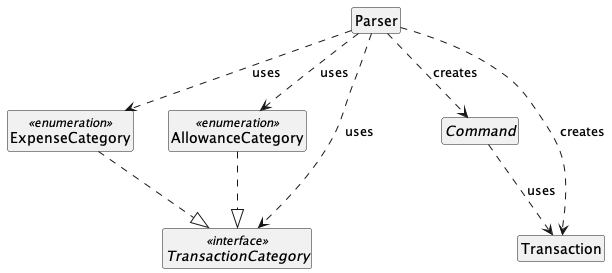 Parser
uses
uses
creates
«enumeration»
ExpenseCategory
«enumeration»
AllowanceCategory
uses
Command
creates
uses
«interface»
TransactionCategory
Transaction